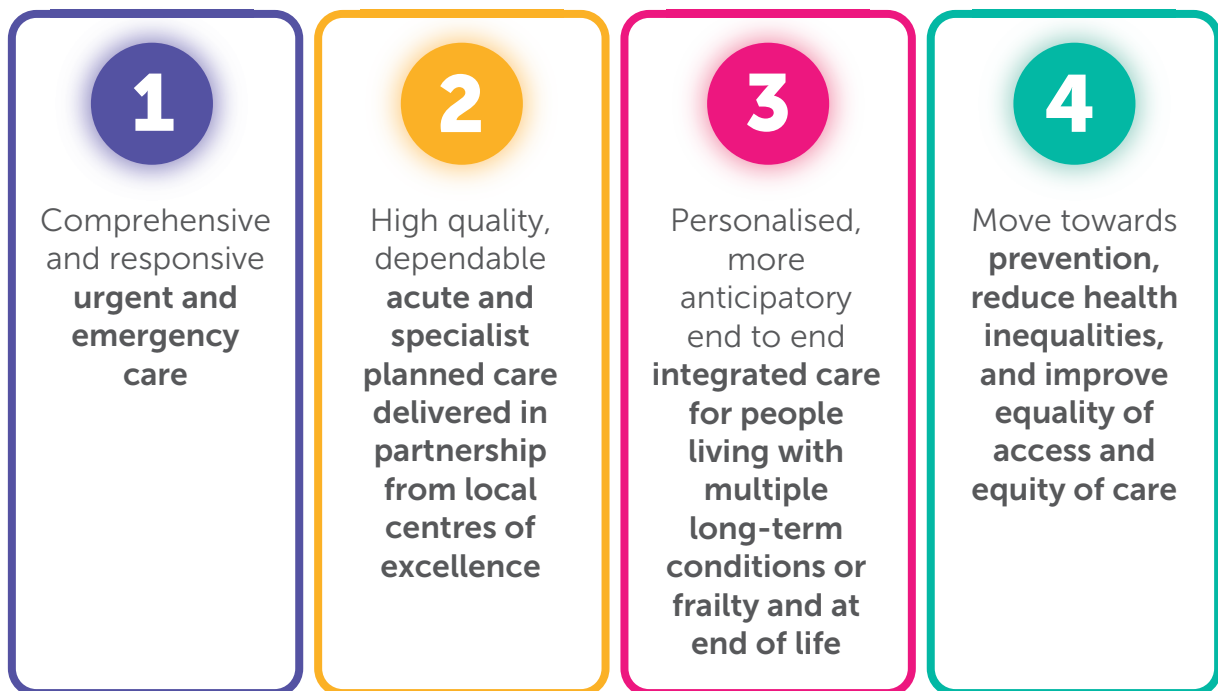 1
Comprehensive
and responsive
urgent and
emergency
care
2
High quality,
dependable
acute and
specialist
planned care
delivered in
partnership
from local
centres of
excellence
3
Personalised,
more
anticipatory
end to end
integrated care
for people
living with
multiple
long-term
conditions or
frailty and at
end of life
4
Move towards
prevention,
reduce health
inequalities,
and improve
equality of
access and
equity of care